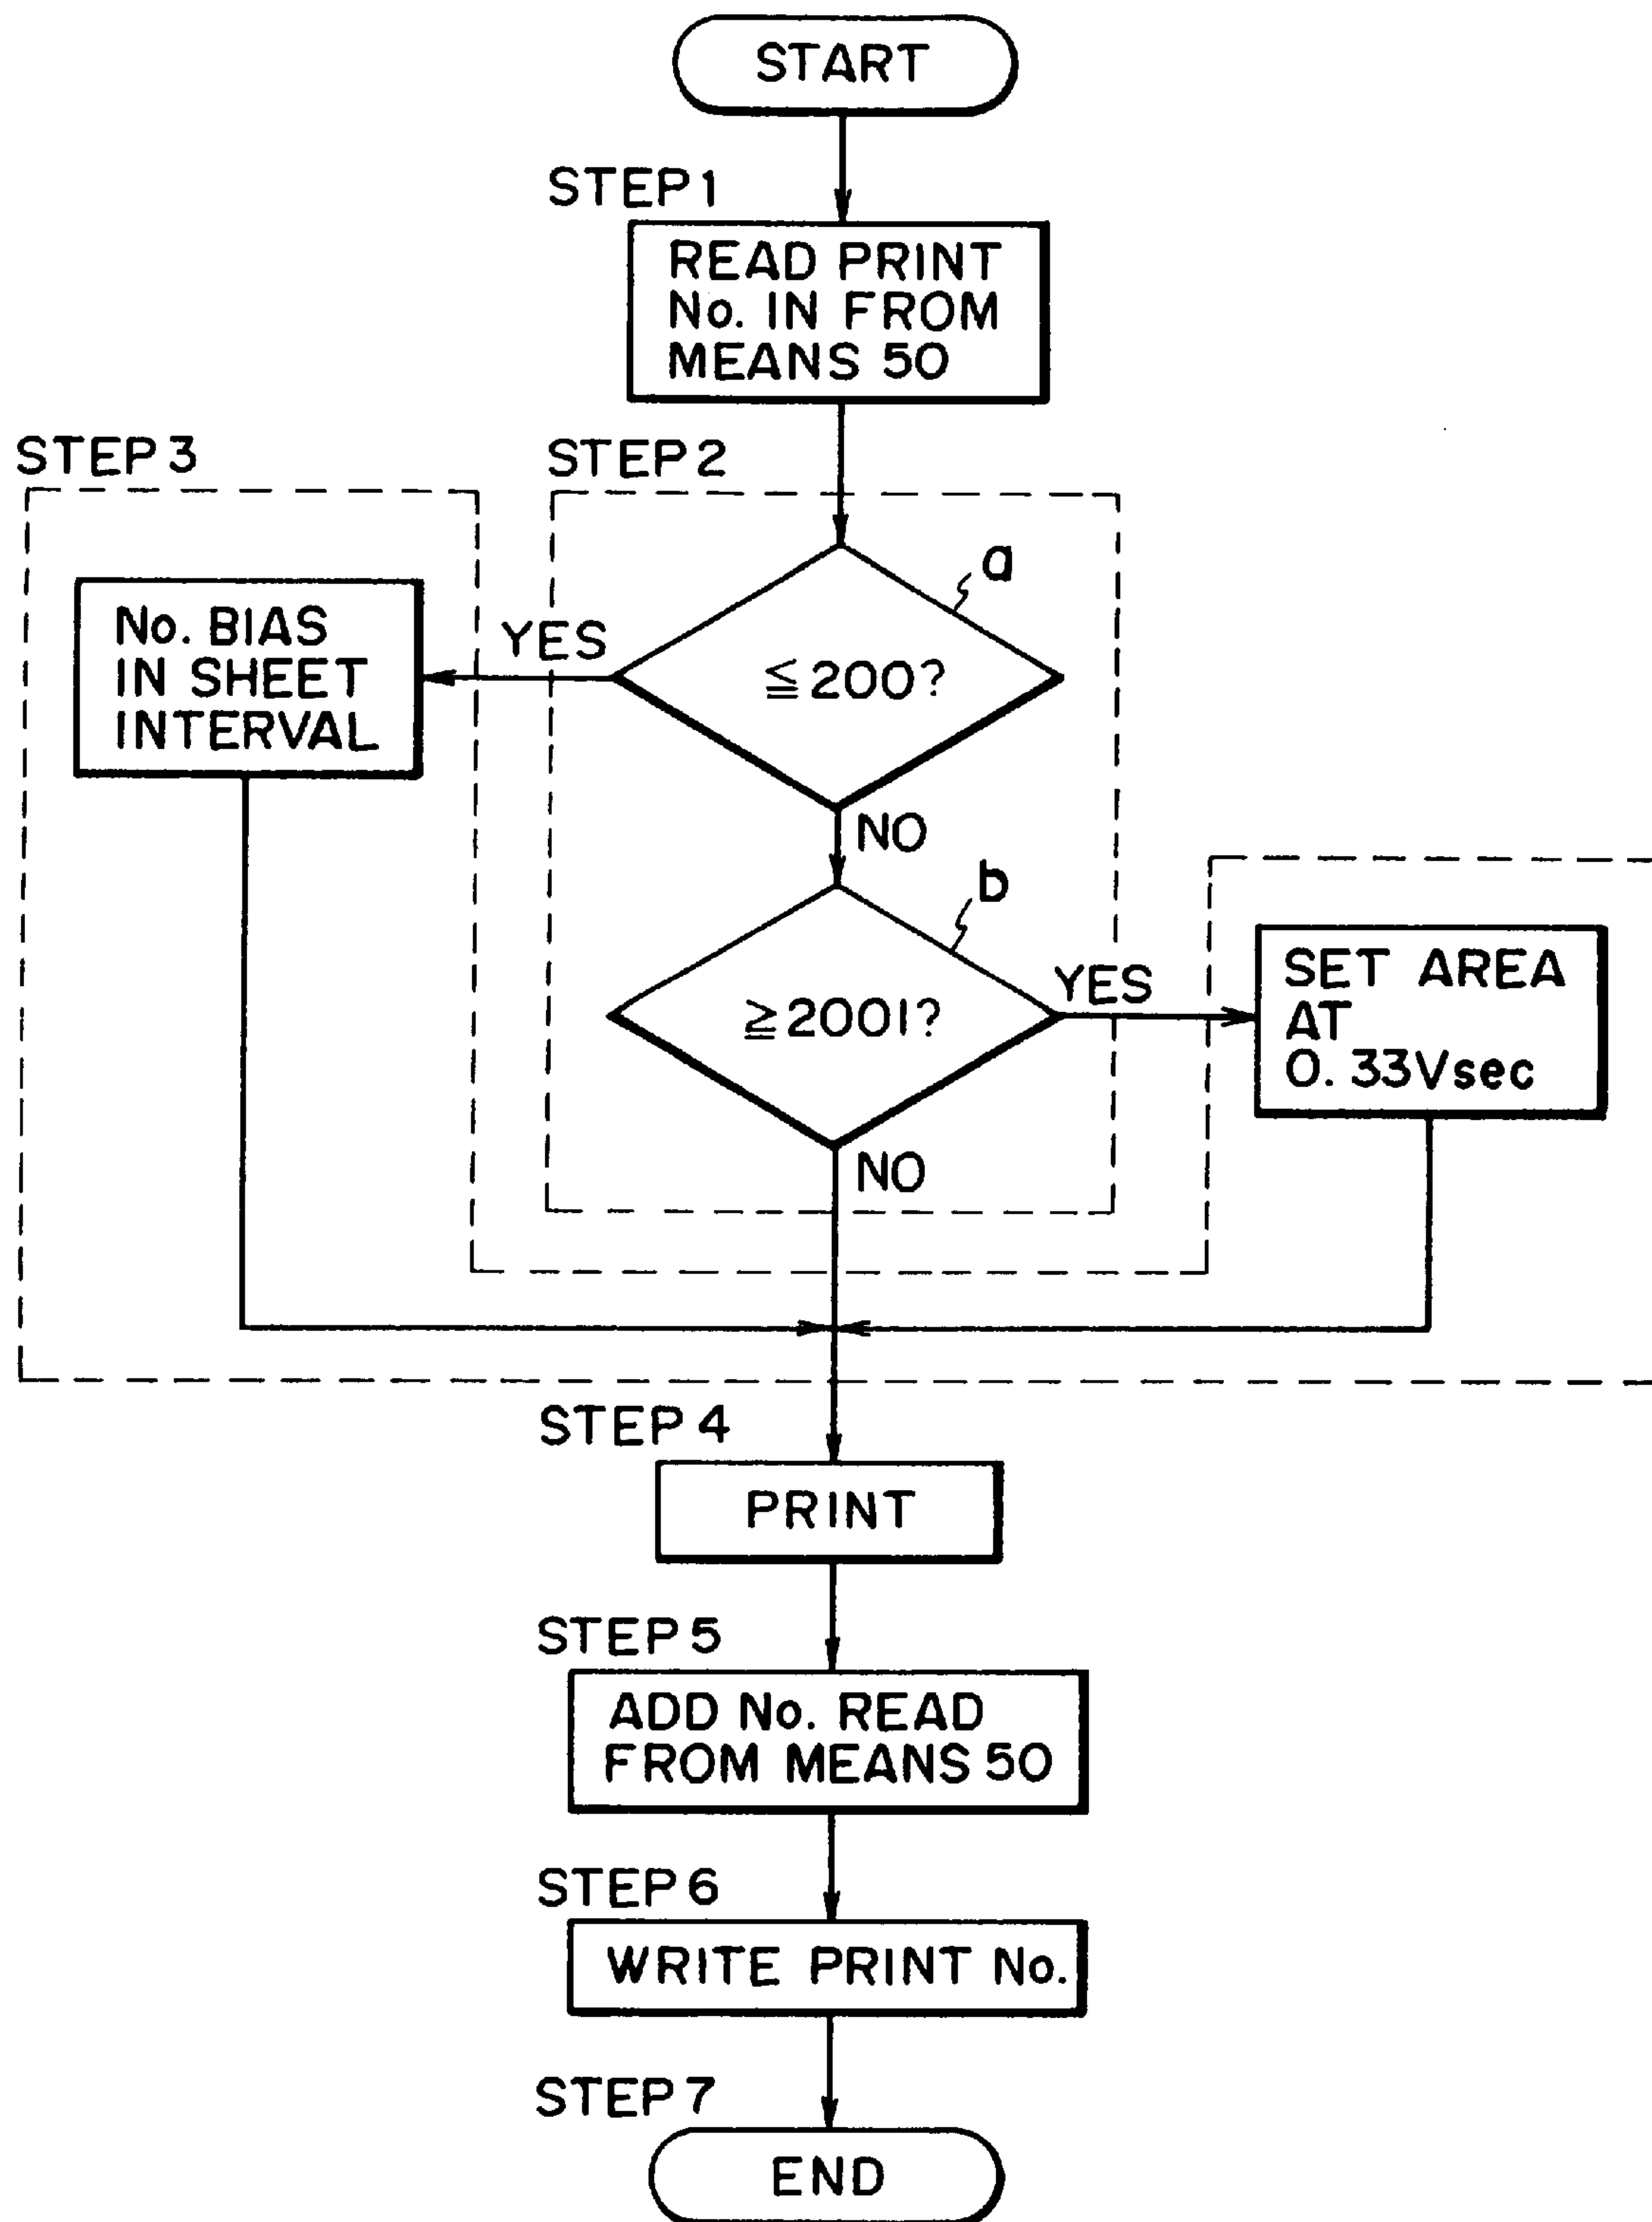 START
STEP 1
READ PRINT
No. IN FROM
MEANS 50
STEP 3
STEP 2
a
No. BIAS
IN SHEET
INTERVAL
YES
≦200?
NO
b
≧2001?
YES
SET AREA
AT
0.33Vsec
NO
STEP 4
PRINT
STEP 5
ADD No. READ
FROM MEANS 50
STEP 6
WRITE PRINT No.
STEP 7
END